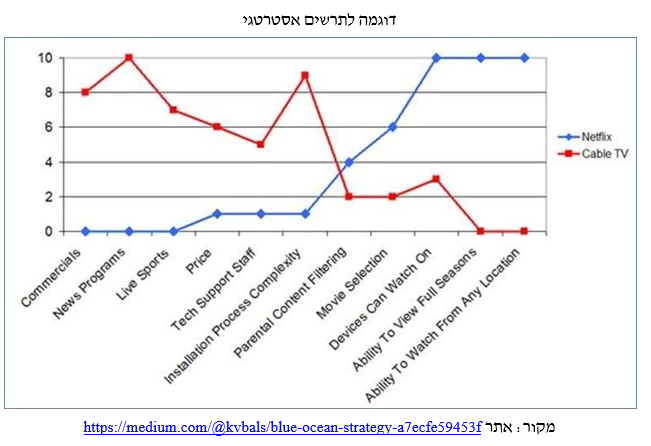 דוגמה לתרשים אסטרטגי
10
8
6
4
2
0
Netflix
Cable TV
Commercials
News Programs
Live Sports
Price
Tech Support Staff
Installation Process Complexity
Parental Content Filtering
Movie Selection
Devices Can Watch On
Ability To View Full Seasons
Ability To Watch From Any Location
מקור: אתר https://medium.com/@kvbals/blue-ocean-strategy-a7ecfe59453f